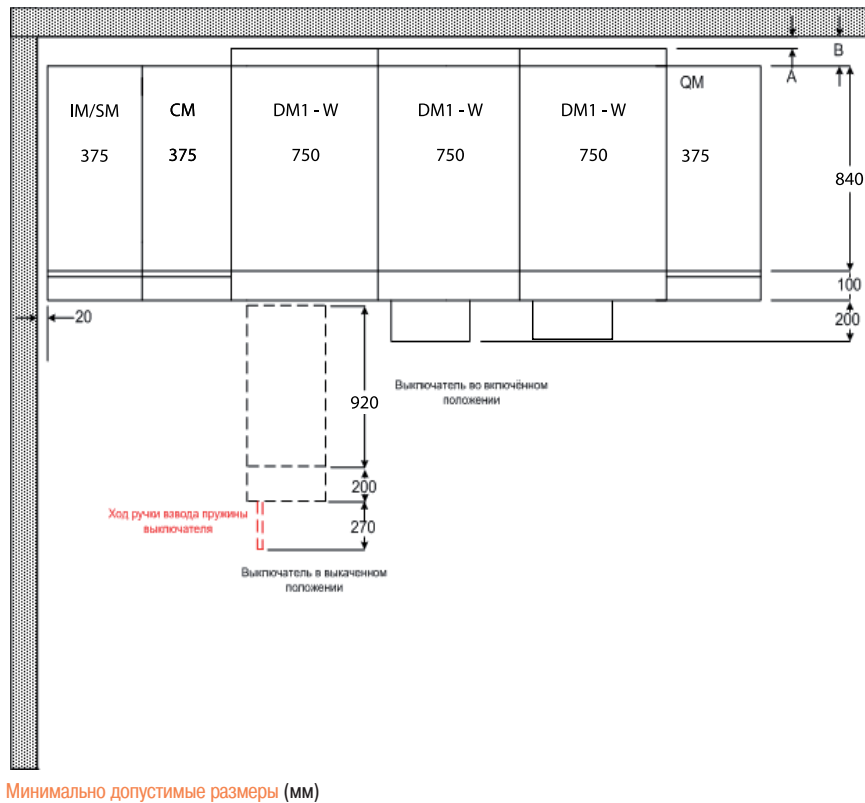 B
A
IM/SM
CM
DM1 - W
DM1 - W
DM1 - W
QM
375
375
750
750
750
375
840
100
200
20
Выключатель во включённом
положении
920
200
270
Ход ручки взвода пружины
выключателя
Выключатель в выкаченном
положении
Минимально допустимые размеры (мм)